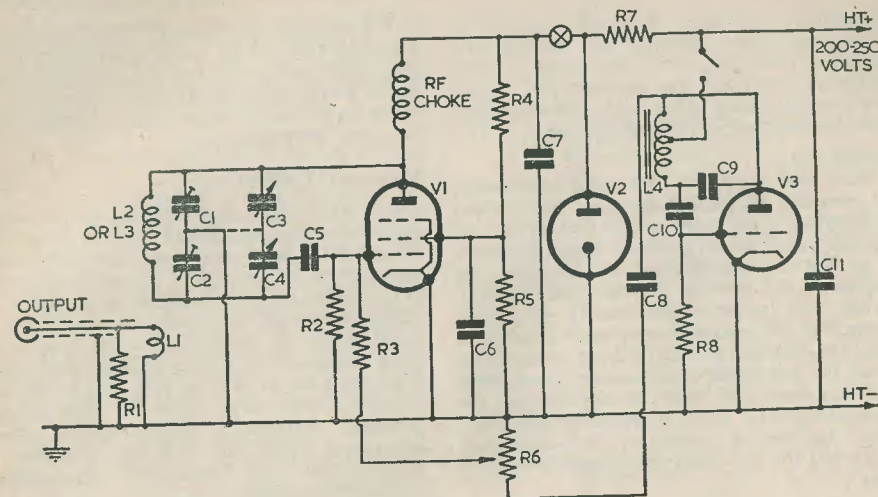 R7
HT+
200-250
VOLTS
RF
CHOKE
R4
C7
L4
C9
V1
V2
V3
L2
OR L3
C1
C3
C5
C10
C2
C4
C11
OUTPUT
L1
R2
R3
C6
R5
C8
R8
R1
HT-
R6